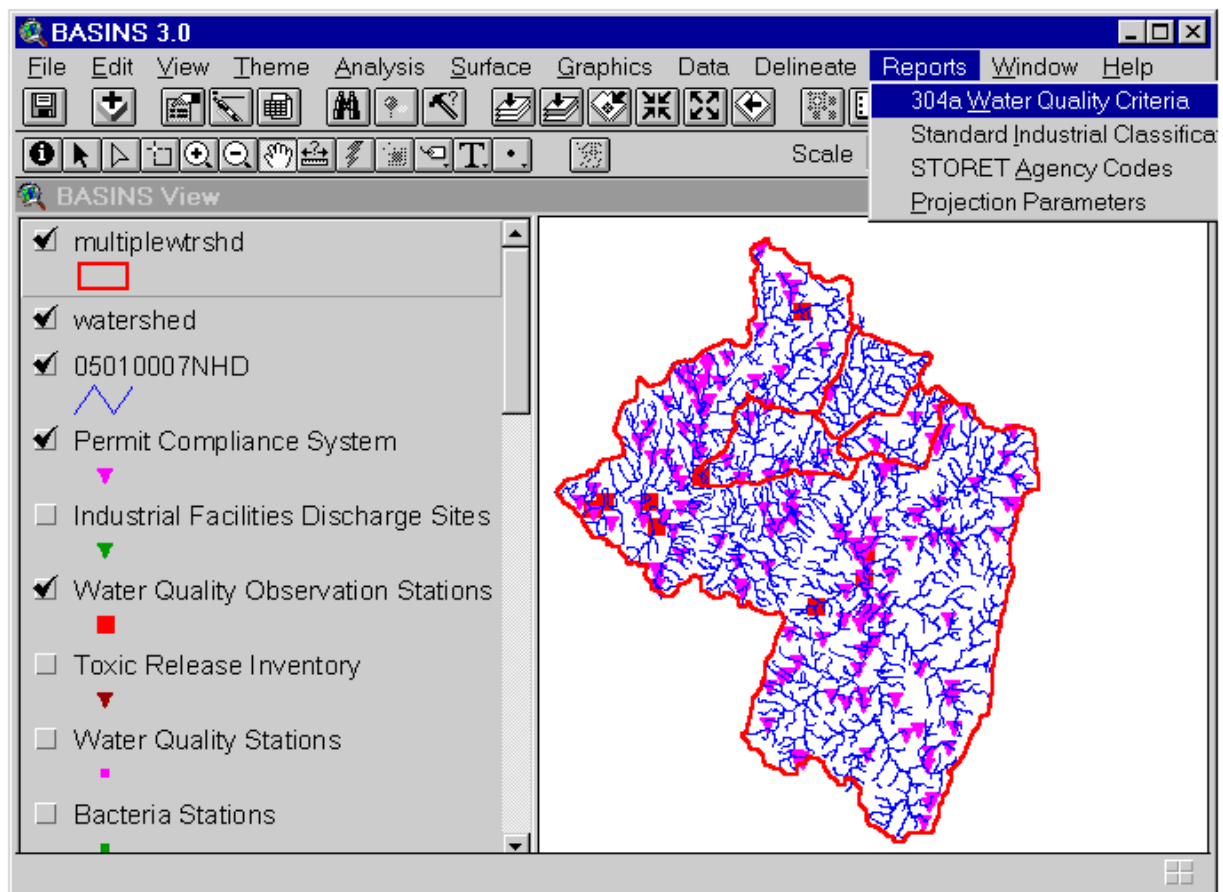 BASINS 3.0
File Edit View Theme Analysis Surface Graphics Data Delineate Reports Window Help
304a Water Quality Criteria
Standard Industrial
STORET Agency Codes
Projection Parameters
T
Scale
BASINS View
multiplewtrshd
watershed
05010007NHD
Permit Compliance System
Industrial Facilities Discharge Sites
Water Quality Observation Stations
Toxic Release Inventory
Water Quality Stations
Bacteria Stations